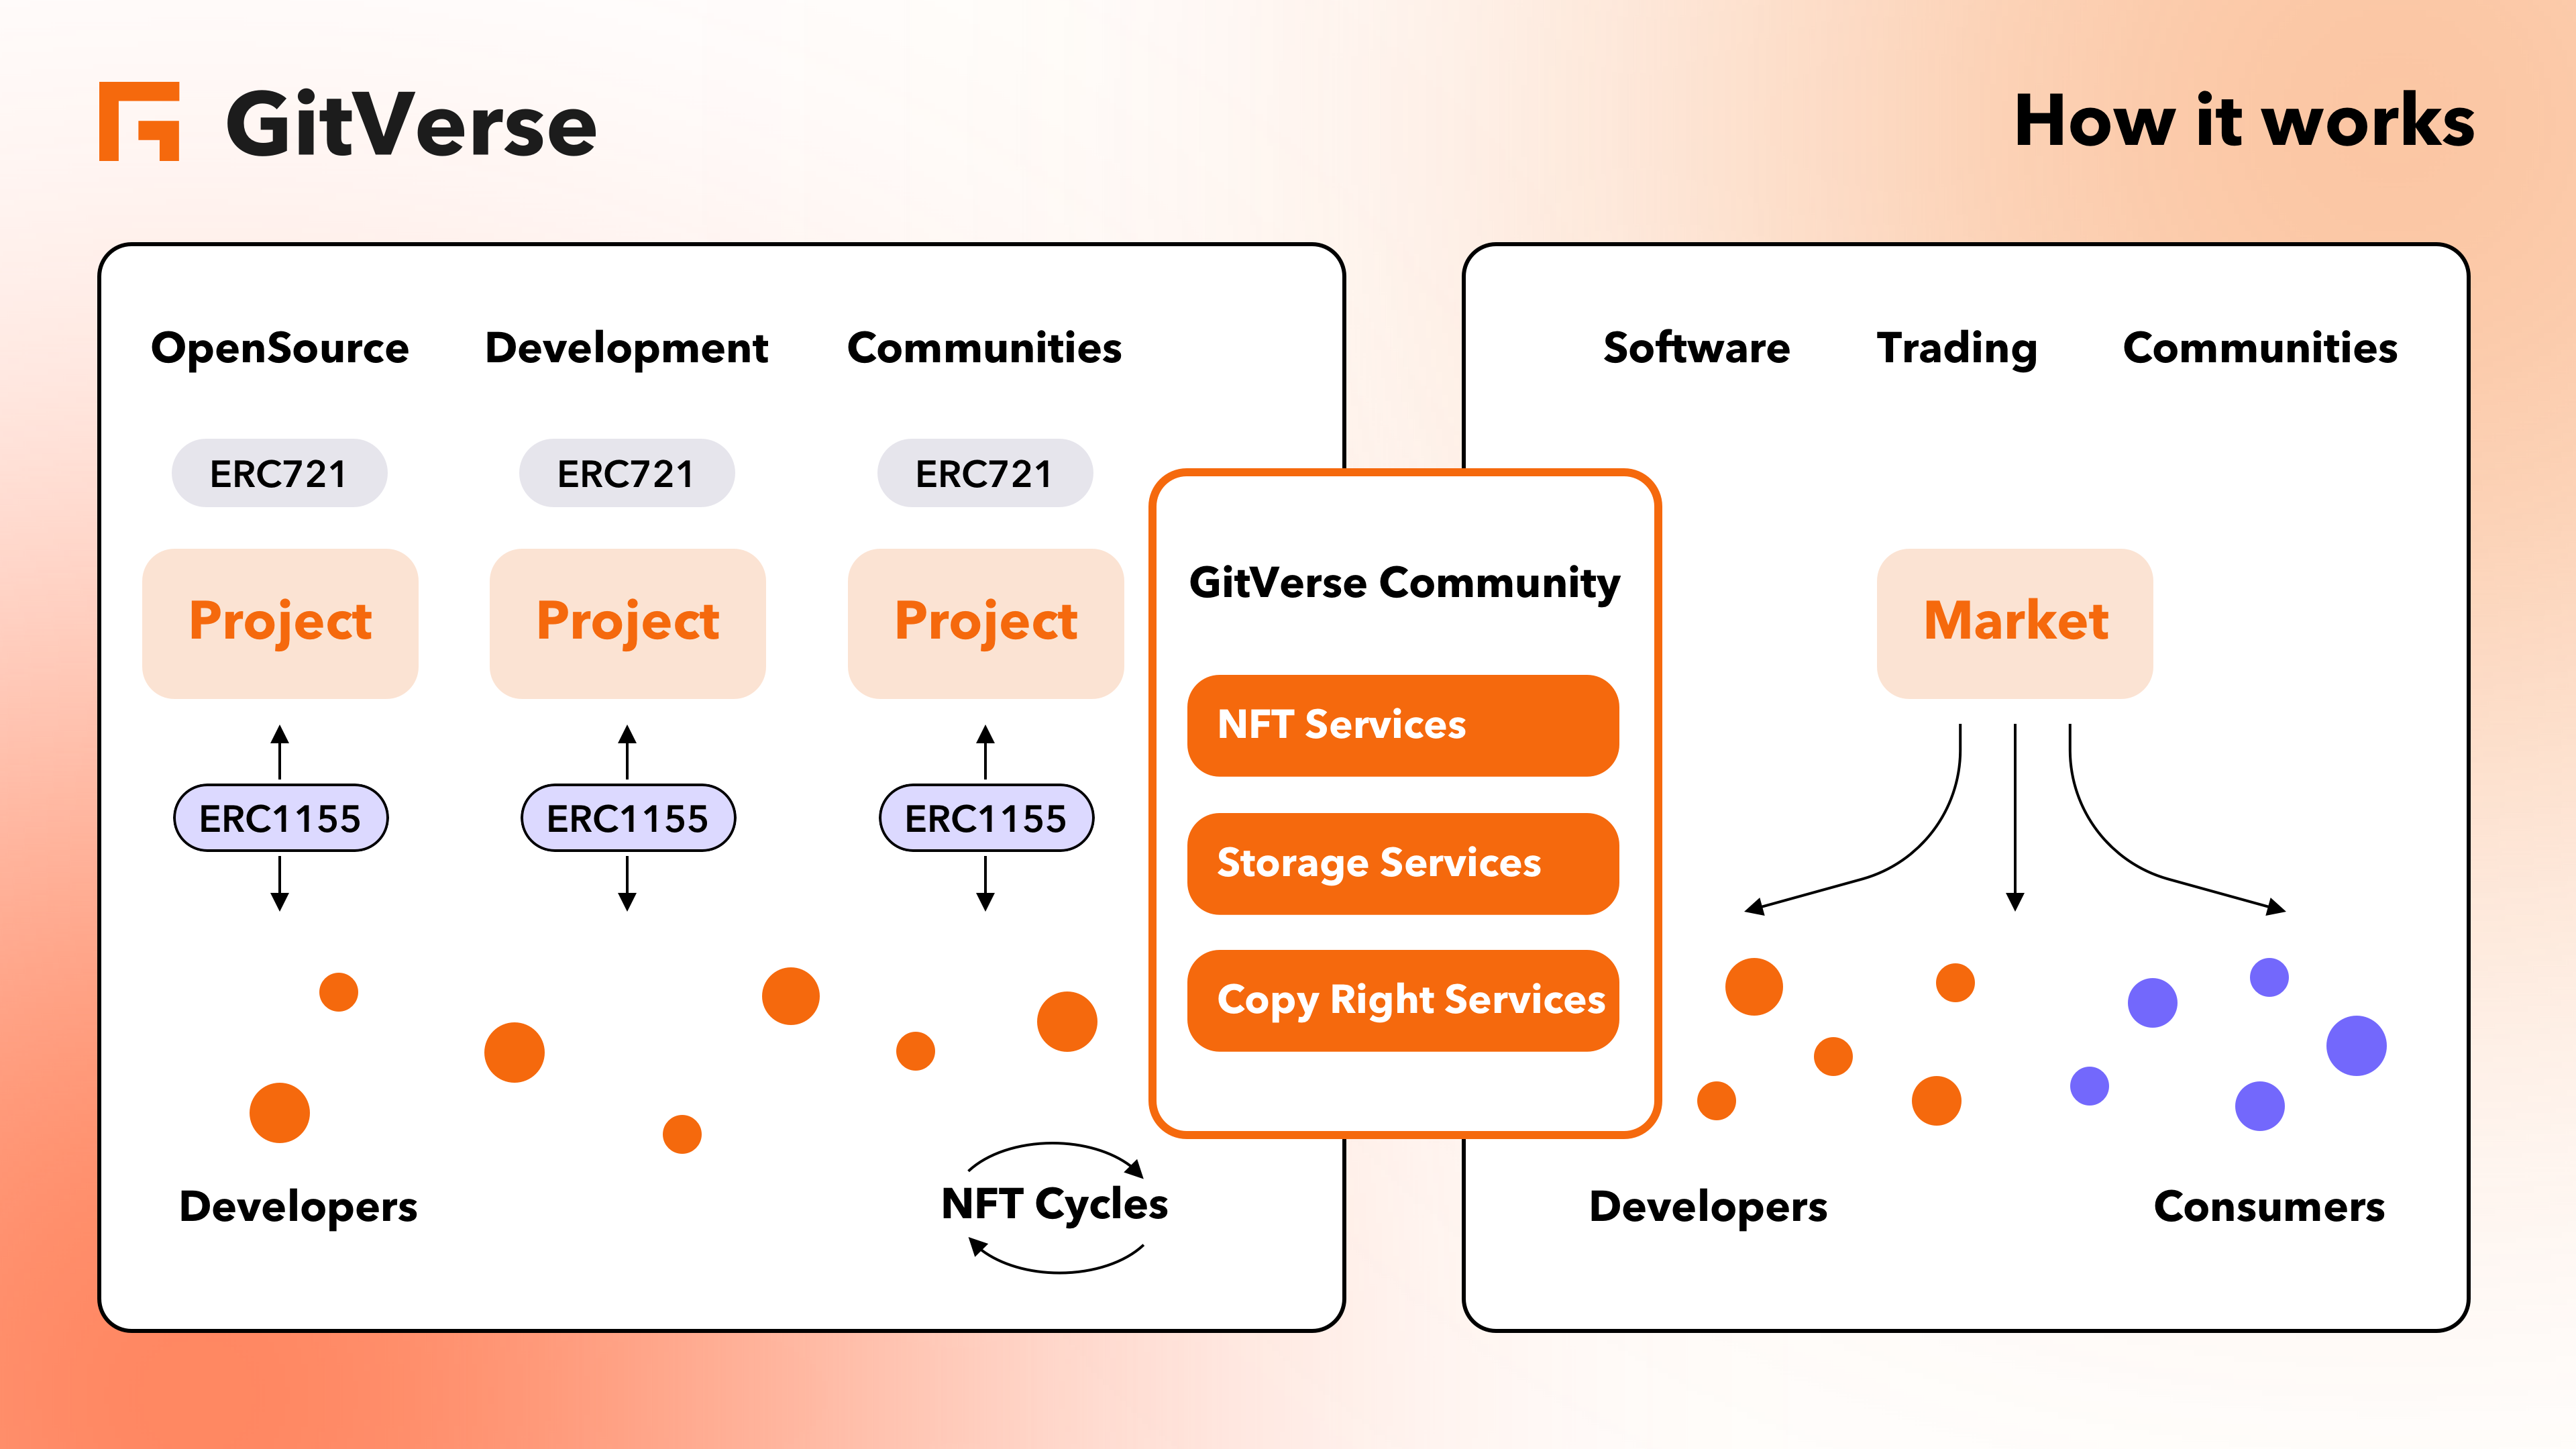 GitVerse
How it works
OpenSource Development Communities
ERC721 ERC721 ERC721
Project Project Project
ERC1155 ERC1155 ERC1155
Developers
NFT Cycles
GitVerse Community
NFT Services
Storage Services
Copy Right Services
Software Trading Communities
Market
Developers Consumers